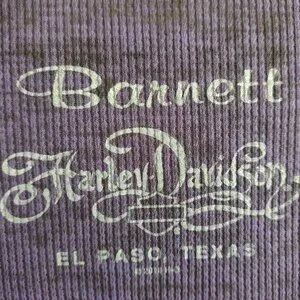 Barnett
Harley-Davidson
EL PASO, TEXAS